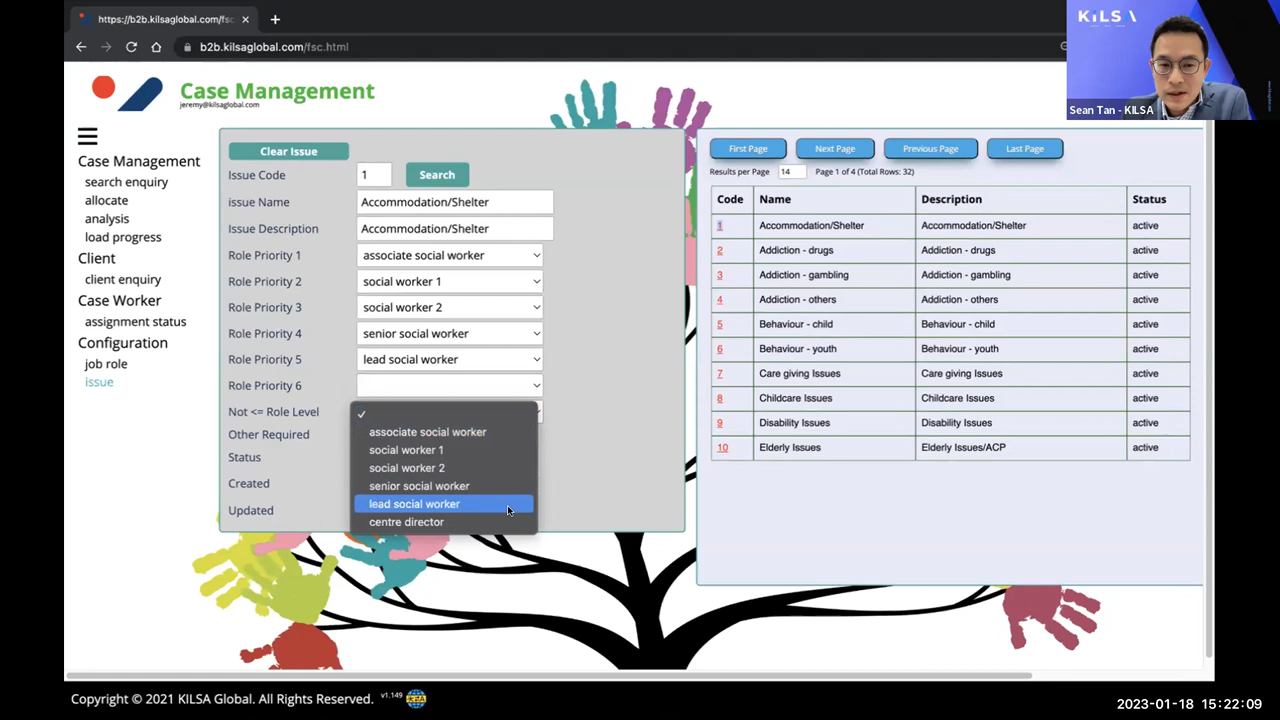 https://b2b.kilsaglobal.com/fsc
b2b.kilsaglobal.com/fsc.html
KILSA
Sean Tan - KILSA
Case Management
jeremy@kilsaglobal.com
Case Management
search enquiry
allocate
analysis
load progress
Client
client enquiry
Case Worker
assignment status
Configuration
job role
issue
Clear Issue
Issue Code 1 Search
issue Name Accommodation/Shelter
Issue Description Accommodation/Shelter
Role Priority 1 associate social worker
Role Priority 2 social worker 1
Role Priority 3 social worker 2
Role Priority 4 senior social worker
Role Priority 5 lead social worker
Role Priority 6
Not <= Role Level
Other Required
Status
Created
Updated
associate social worker
social worker 1
social worker 2
senior social worker
lead social worker
centre director
First Page Next Page Previous Page Last Page
Results per Page 14 Page 1 of 4 (Total Rows: 32)
Code Name Description Status
1 Accommodation/Shelter Accommodation/Shelter active
2 Addiction - drugs Addiction - drugs active
3 Addiction - gambling Addiction - gambling active
4 Addiction - others Addiction - others active
5 Behaviour - child Behaviour - child active
6 Behaviour - youth Behaviour - youth active
7 Care giving Issues Care giving Issues active
8 Childcare Issues Childcare Issues active
9 Disability Issues Disability Issues active
10 Elderly Issues Elderly Issues/ACP active
Copyright © 2021 KILSA Global. All Rights Reserved. v1.149
2023-01-18 15:22:09